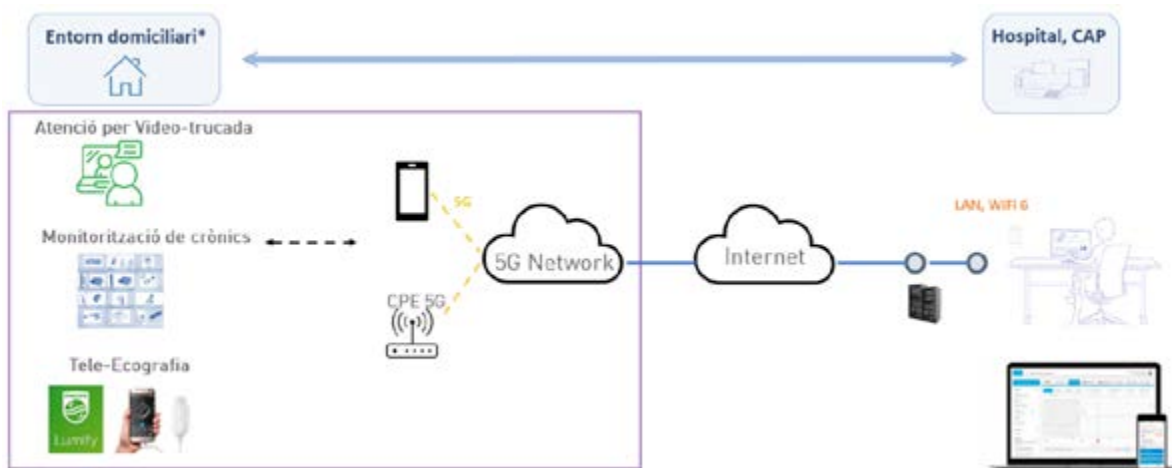 Entorn domiciliari*
Hospital, CAP
Atenció per Video-trucada
5G
LAN, WIFI 6
Monitorització de crònics
5G Network
Internet
CPE 5G
Tele-Ecografia
Lumify